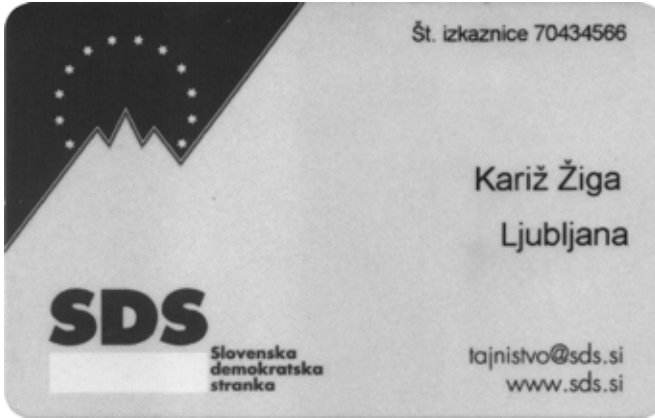 Št. izkaznice 70434566
Kariž Žiga
Ljubljana
SDS
Slovenska
demokratska
stranka
tajnistvo@sds.si
www.sds.si